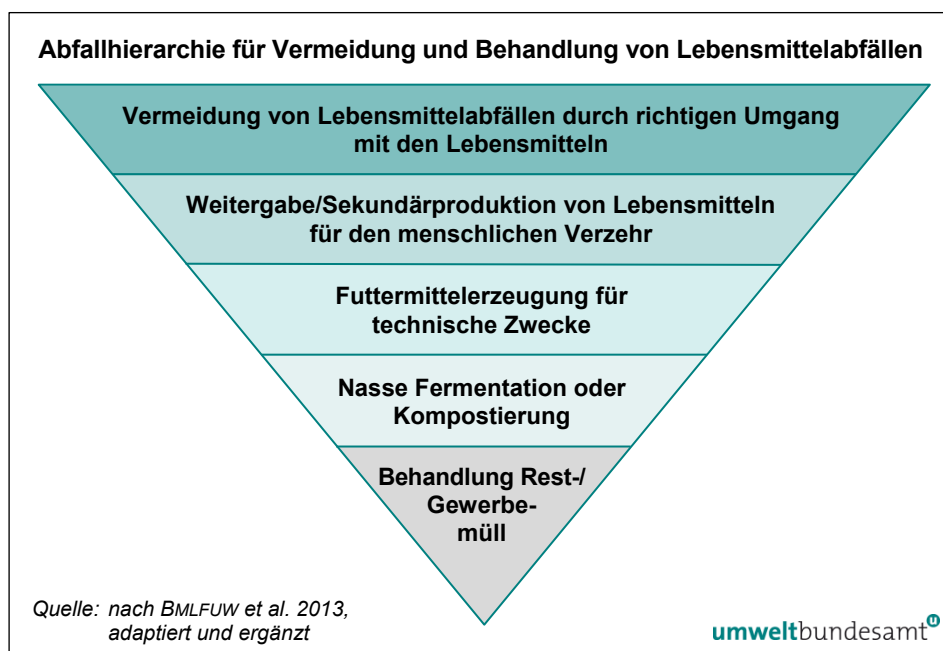 Abfallhierarchie für Vermeidung und Behandlung von Lebensmittelabfällen
Vermeidung von Lebensmittelabfällen durch richtigen Umgang
mit den Lebensmitteln
Weitergabe/Sekundärproduktion von Lebensmitteln
für den menschlichen Verzehr
Futtermittelerzeugung für
technische Zwecke
Nasse Fermentation oder
Kompostierung
Behandlung Rest-/
Gewerbe-
müll
Quelle: nach BMLFUW et al. 2013,
adaptiert und ergänzt
umweltbundesamt u